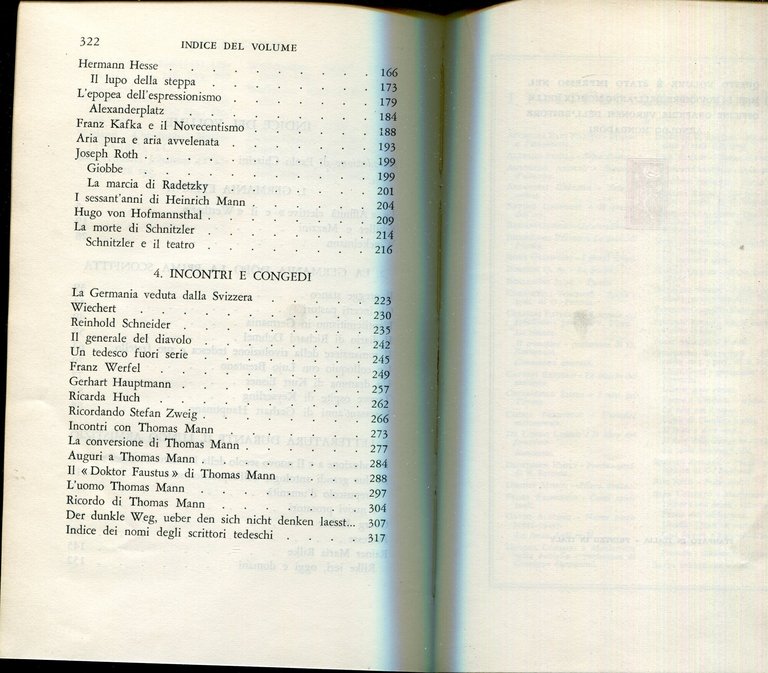 322
INDICE DEL VOLUME
Hermann Hesse . . . . . . . . . . 166
Il lupo della steppa . . . . . . . . 173
L'epopea dell'espressionismo . . . . . . . 179
Alexanderplatz . . . . . . . . . 184
Franz Kafka e il Novecentismo . . . . . . 188
Aria pura e aria avvelenata . . . . . . . 193
Joseph Roth . . . . . . . . . . 199
Giobbe . . . . . . . . . . 199
La marcia di Radetzky . . . . . . . 201
I sessant'anni di Heinrich Mann . . . . . . 204
Hugo von Hofmannsthal . . . . . . . . 209
La morte di Schnitzler . . . . . . . . 214
Schnitzler e il teatro . . . . . . . . 216
4. INCONTRI E CONGEDI
La Germania veduta dalla Svizzera . . . . . 223
Wiechert . . . . . . . . . . . 230
Reinhold Schneider . . . . . . . . . 235
Il generale del diavolo . . . . . . . . 242
Un tedesco fuori serie . . . . . . . . 245
Franz Werfel . . . . . . . . . . 249
Gerhart Hauptmann . . . . . . . . . 257
Ricarda Huch . . . . . . . . . . 262
Ricordando Stefan Zweig . . . . . . . . 266
Incontri con Thomas Mann . . . . . . . 273
La conversione di Thomas Mann . . . . . . 277
Auguri a Thomas Mann . . . . . . . . 284
Il « Doktor Faustus » di Thomas Mann . . . . 288
L'uomo Thomas Mann . . . . . . . . 297
Ricordo di Thomas Mann . . . . . . . . 304
Der dunkle Weg, ueber den sich nicht denken laesst... 307
Indice dei nomi degli scrittori tedeschi . . . . 317